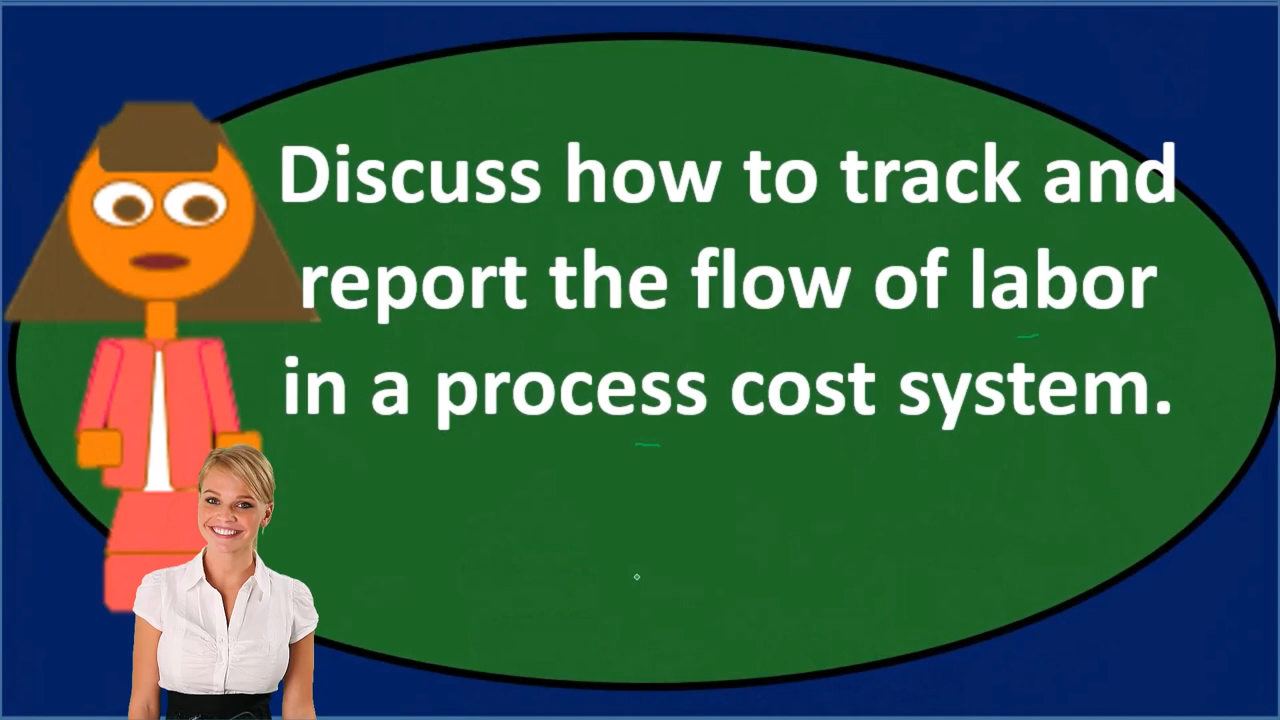 Discuss how to track and
report the flow of labor
in a process cost system.